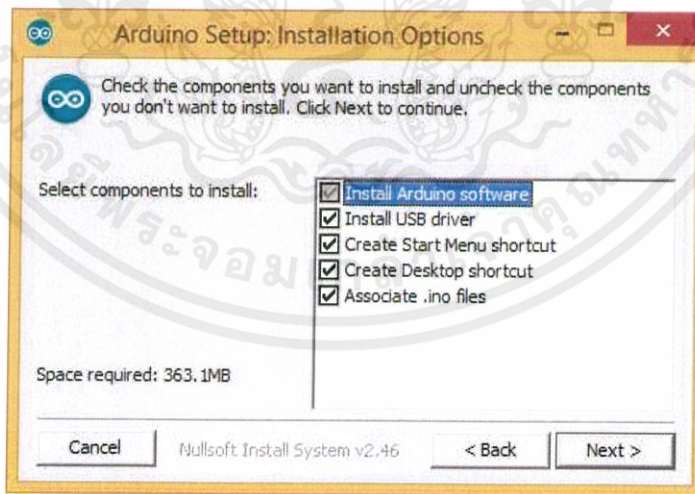 Arduino Setup: Installation Options
Check the components you want to install and uncheck the components
you don't want to install. Click Next to continue.
Select components to install:
Install Arduino software
Install USB driver
Create Start Menu shortcut
Create Desktop shortcut
Associate .ino files
Space required: 363.1MB
Cancel
Nullsoft Install System v2.46
< Back
Next >